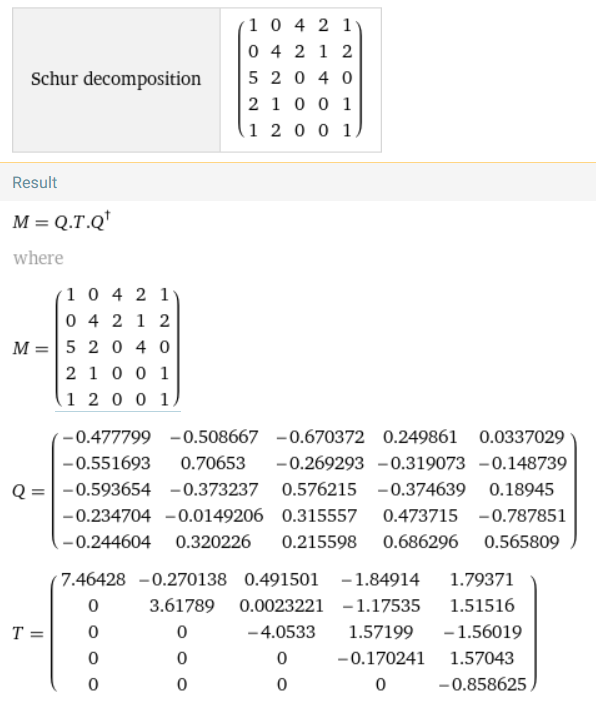 1 0 4 2 1
0 4 2 1 2
Schur decomposition 5 2 0 4 0
2 1 0 0 1
1 2 0 0 1
Result
M = Q.T.Q†
where
1 0 4 2 1
0 4 2 1 2
M = 5 2 0 4 0
2 1 0 0 1
1 2 0 0 1
-0.477799 -0.508667 -0.670372 0.249861 0.0337029
-0.551693 0.70653 -0.269293 -0.319073 -0.148739
Q = -0.593654 -0.373237 0.576215 -0.374639 0.18945
-0.234704 -0.0149206 0.315557 0.473715 -0.787851
-0.244604 0.320226 0.215598 0.686296 0.565809
7.46428 -0.270138 0.491501 -1.84914 1.79371
0 3.61789 0.0023221 -1.17535 1.51516
T = 0 0 -4.0533 1.57199 -1.56019
0 0 0 -0.170241 1.57043
0 0 0 0 -0.858625